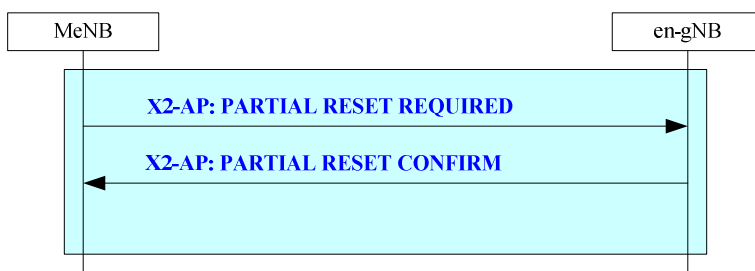 MeNB
en-gNB
X2-AP: PARTIAL RESET REQUIRED
X2-AP: PARTIAL RESET CONFIRM